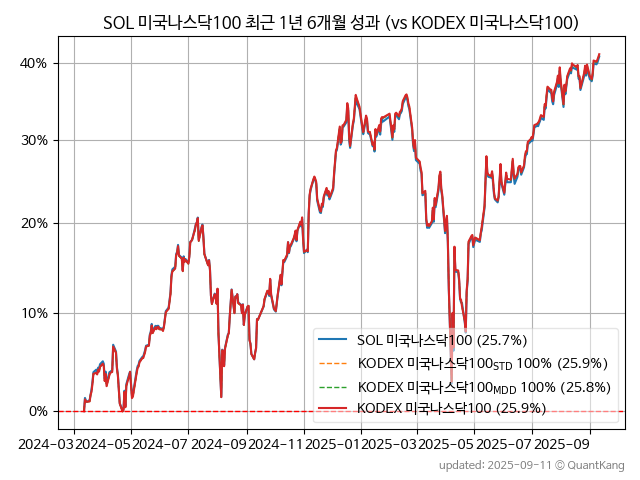 SOL 미국나스닥100 최근 1년 6개월 성과 (vs KODEX 미국나스닥100)
40%
30%
20%
10%
0%
SOL 미국나스닥100 (25.7%)
KODEX 미국나스닥100STD 100% (25.9%)
KODEX 미국나스닥100MDD 100% (25.8%)
KODEX 미국나스닥100 (25.9%)
2024-03 2024-05 2024-07 2024-09 2024-11 2025-01 2025-03 2025-05 2025-07 2025-09
updated: 2025-09-11 © QuantKang